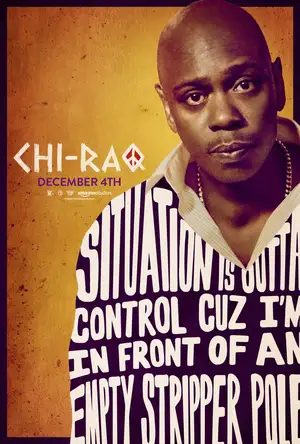 CHI-RAQ
DECEMBER 4TH
SITUATION IS OUTTA
CONTROL CUZ I'M
IN FRONT OF AN
EMPTY STRIPPER POLE